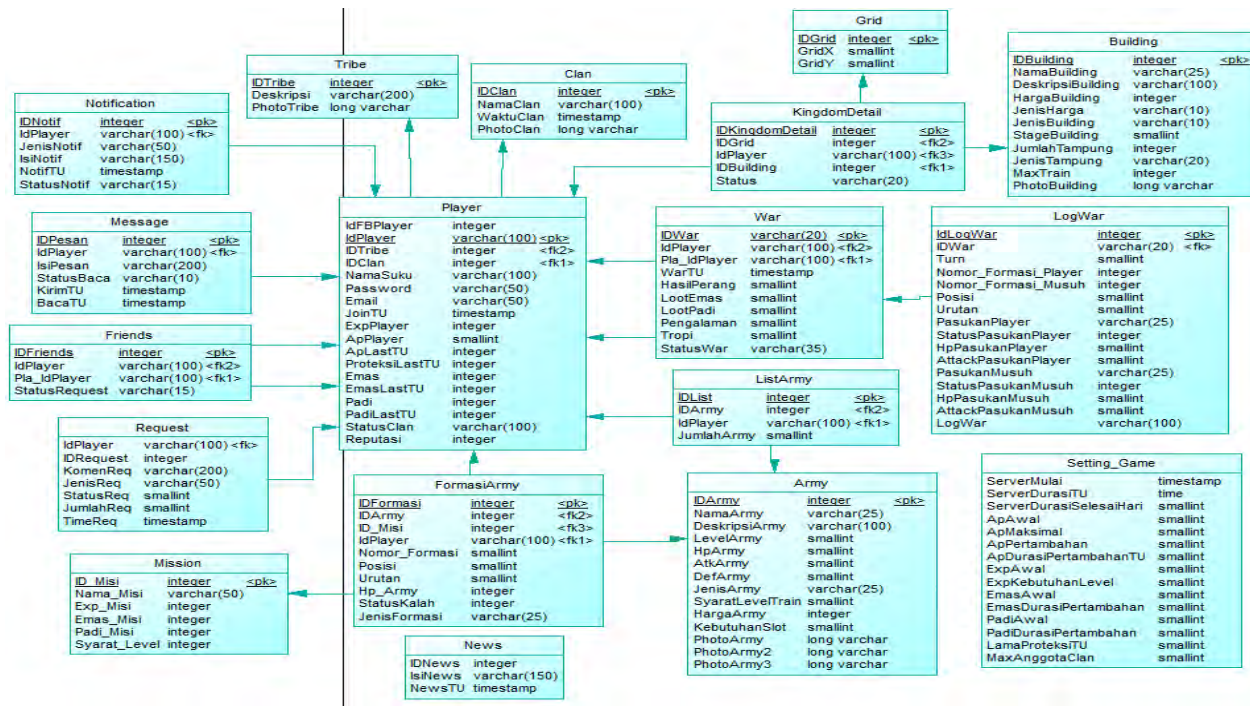 Tribe
IDTribe integer <pk>
Deskripsi varchar(200)
PhotoTribe long varchar
Clan
IDClan integer <pk>
NamaClan varchar(100)
WaktuClan timestamp
PhotoClan long varchar
Grid
IDGrid integer <pk>
GridX smallint
GridY smallint
Building
IDBuilding integer <pk>
NamaBuilding varchar(25)
DeskripsiBuilding varchar(100)
HargaBuilding integer
JenisHarga varchar(10)
JenisBuilding varchar(10)
StageBuilding smallint
JumlahTampung integer
JenisTampung varchar(20)
MaxTrain integer
PhotoBuilding long varchar
Notification
IDNotif integer <pk>
IdPlayer varchar(100) <fk>
JenisNotif varchar(50)
IsiNotif varchar(150)
NotifTU timestamp
StatusNotif varchar(15)
KingdomDetail
IDKingdomDetail integer <pk>
IDGrid integer <fk2>
IdPlayer varchar(100) <fk3>
IDBuilding integer <fk1>
Status varchar(20)
Message
IDPesan integer <pk>
IdPlayer varchar(100) <fk>
IsiPesan varchar(200)
StatusBaca varchar(10)
KirimTU timestamp
BacaTU timestamp
Player
IdFBPlayer integer
IdPlayer varchar(100) <pk>
IDTribe integer <fk2>
IDClan integer <fk1>
NamaSuku varchar(100)
Password varchar(50)
Email varchar(50)
JoinTU timestamp
ExpPlayer integer
ApPlayer smallint
ApLastTU integer
ProteksiLastTU integer
Emas integer
EmasLastTU integer
Padi integer
PadiLastTU integer
StatusClan varchar(100)
Reputasi integer
War
IDWar varchar(20) <pk>
IdPlayer varchar(100) <fk2>
Pla_IdPlayer varchar(100) <fk1>
WarTU timestamp
HasilPerang smallint
LootEmas smallint
LootPadi smallint
Pengalaman smallint
Tropi smallint
StatusWar varchar(35)
LogWar
IdLogWar integer <pk>
IDWar varchar(20) <fk>
Turn smallint
Nomor_Formasi_Player integer
Nomor_Formasi_Musuh integer
Posisi smallint
Urutan smallint
PasukanPlayer varchar(25)
StatusPasukanPlayer integer
HpPasukanPlayer smallint
AttackPasukanPlayer smallint
PasukanMusuh varchar(25)
StatusPasukanMusuh integer
HpPasukanMusuh smallint
AttackPasukanMusuh smallint
LogWar varchar(100)
Friends
IDFriends integer <pk>
IdPlayer varchar(100) <fk2>
Pla_IdPlayer varchar(100) <fk1>
StatusRequest varchar(15)
ListArmy
IDList integer <pk>
IDArmy integer <fk2>
IdPlayer varchar(100) <fk1>
JumlahArmy smallint
Request
IdPlayer varchar(100) <fk>
IDRequest integer
KomenReq varchar(200)
JenisReq varchar(50)
StatusReq smallint
JumlahReq smallint
TimeReq timestamp
FormasiArmy
IDFormasi integer <pk>
IDArmy integer <fk2>
ID_Misi integer <fk3>
IdPlayer varchar(100) <fk1>
Nomor_Formasi smallint
Posisi smallint
Urutan smallint
Hp_Army integer
StatusKalah integer
JenisFormasi varchar(25)
Army
IDArmy integer <pk>
NamaArmy varchar(25)
DeskripsiArmy varchar(100)
LevelArmy smallint
HpArmy smallint
AtkArmy smallint
DefArmy smallint
JenisArmy varchar(25)
SyaratLevelTrain smallint
HargaArmy integer
KebutuhanSlot smallint
PhotoArmy long varchar
PhotoArmy2 long varchar
PhotoArmy3 long varchar
Setting_Game
ServerMulai timestamp
ServerDurasiTU time
ServerDurasiSelesaiHari smallint
ApAwal smallint
ApMaksimal smallint
ApPertambahan smallint
ApDurasiPertambahanTU smallint
ExpAwal smallint
ExpKebutuhanLevel smallint
EmasAwal smallint
EmasDurasiPertambahan smallint
PadiAwal smallint
PadiDurasiPertambahan smallint
LamaProteksiTU smallint
MaxAnggotaClan smallint
Mission
ID_Misi integer <pk>
Nama_Misi varchar(50)
Exp_Misi integer
Emas_Misi integer
Padi_Misi integer
Syarat_Level integer
News
IDNews integer
IsiNews varchar(150)
NewsTU timestamp